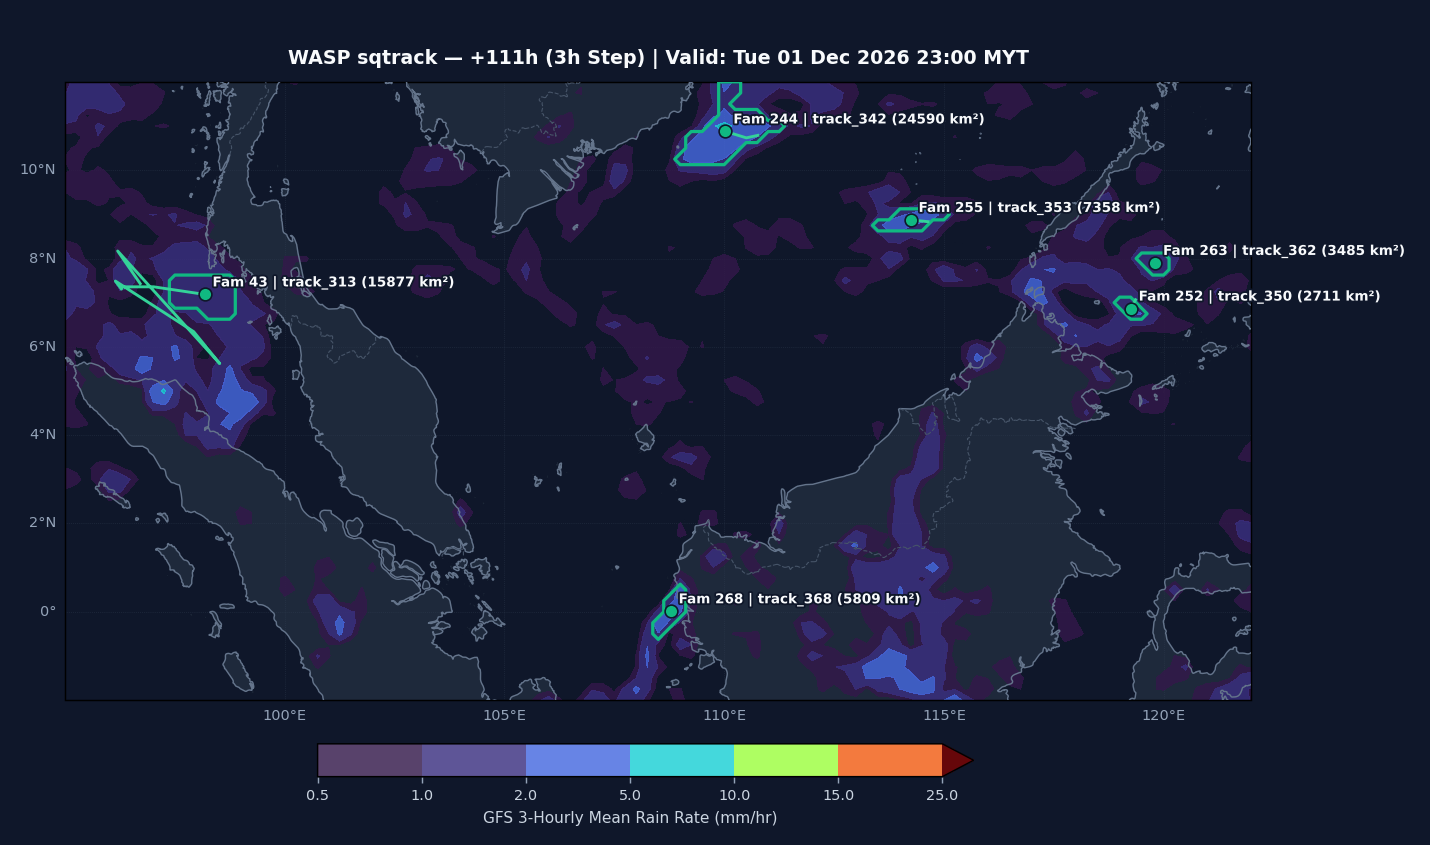 WASP sqtrack — +111h (3h Step) | Valid: Tue 01 Dec 2026 23:00 MYT
Fam 244 | track_342 (24590 km²)
10°N
Fam 255 | track_353 (7358 km²)
Fam 263 | track_362 (3485 km²)
8°N
Fam 43 | track_313 (15877 km²)
Fam 252 | track_350 (2711 km²)
6°N
4°N
2°N
Fam 268 | track_368 (5809 km²)
0°
100°E 105°E 110°E 115°E 120°E
0.5 1.0 2.0 5.0 10.0 15.0 25.0
GFS 3-Hourly Mean Rain Rate (mm/hr)